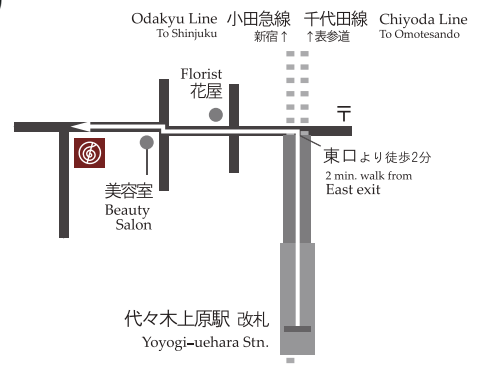 Odakyu Line 小田急線 千代田線 Chiyoda Line
To Shinjuku 新宿↑ ↑表参道 To Omotesando
Florist
花屋
〒
東口より徒歩2分
2 min. walk from
East exit
美容室
Beauty
Salon
代々木上原駅 改札
Yoyogi-uehara Stn.